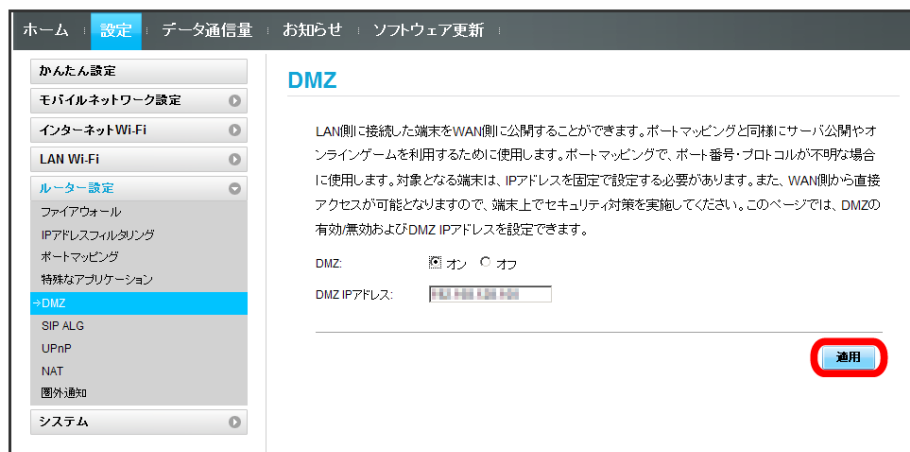 ホーム 設定 データ通信量 お知らせ ソフトウェア更新
かんたん設定
モバイルネットワーク設定
インターネットWi-Fi
LAN Wi-Fi
ルーター設定
ファイアウォール
IPアドレスフィルタリング
ポートマッピング
特殊なアプリケーション
→DMZ
SIP ALG
UPnP
NAT
圏外通知
システム
DMZ
LAN側に接続した端末をWAN側に公開することができます。ポートマッピングと同様にサーバ公開やオ
ンラインゲームを利用するために使用します。ポートマッピングで、ポート番号・プロトコルが不明な場合
に使用します。対象となる端末は、IPアドレスを固定で設定する必要があります。また、WAN側から直接
アクセスが可能となりますので、端末上でセキュリティ対策を実施してください。このページでは、DMZの
有効/無効およびDMZ IPアドレスを設定できます。
DMZ: オン オフ
DMZ IPアドレス:
適用